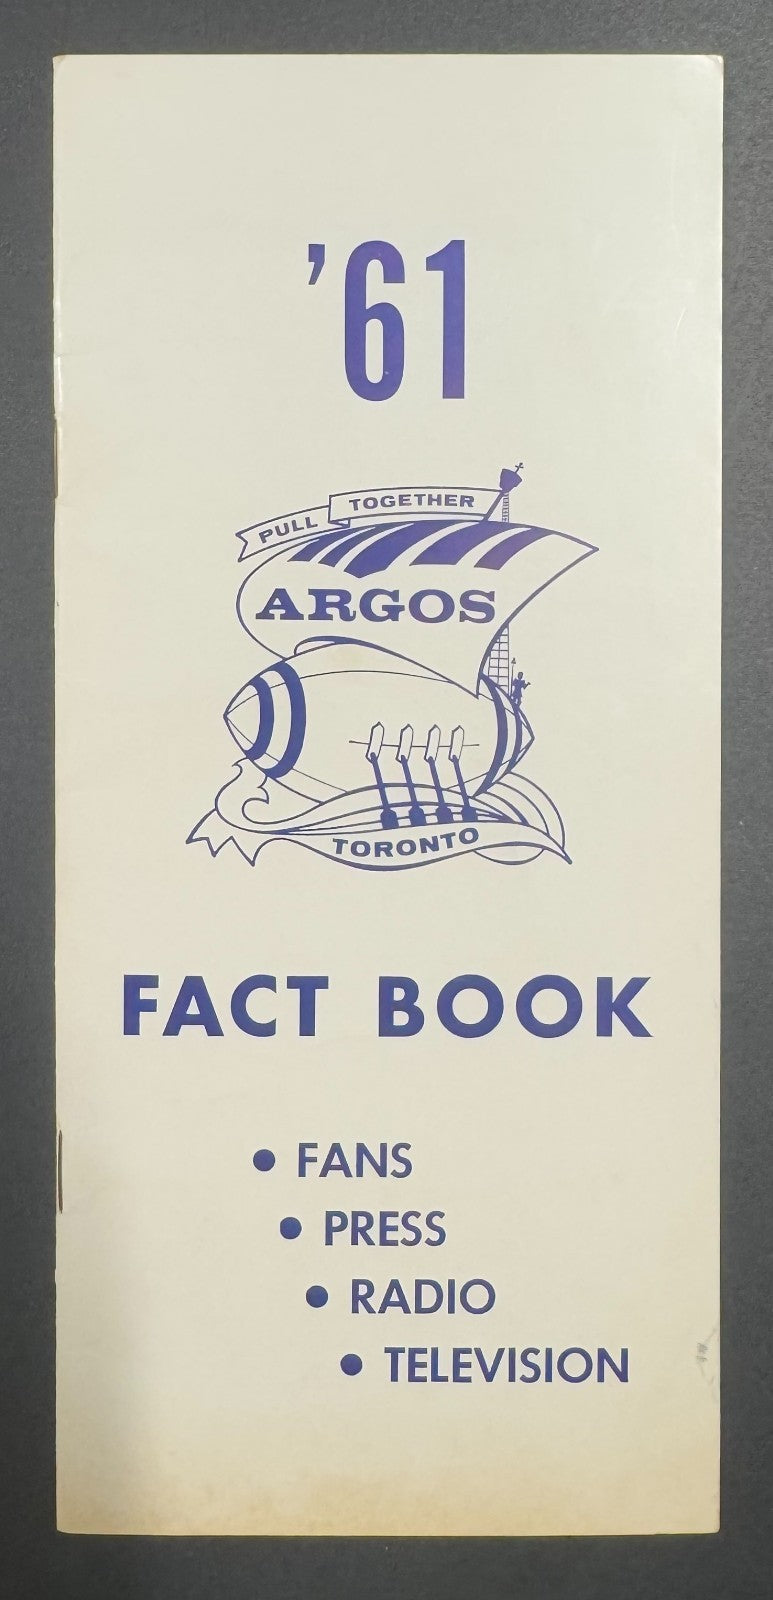 ’61
PULL TOGETHER
ARGOS
TORONTO
FACT BOOK
• FANS
• PRESS
• RADIO
• TELEVISION